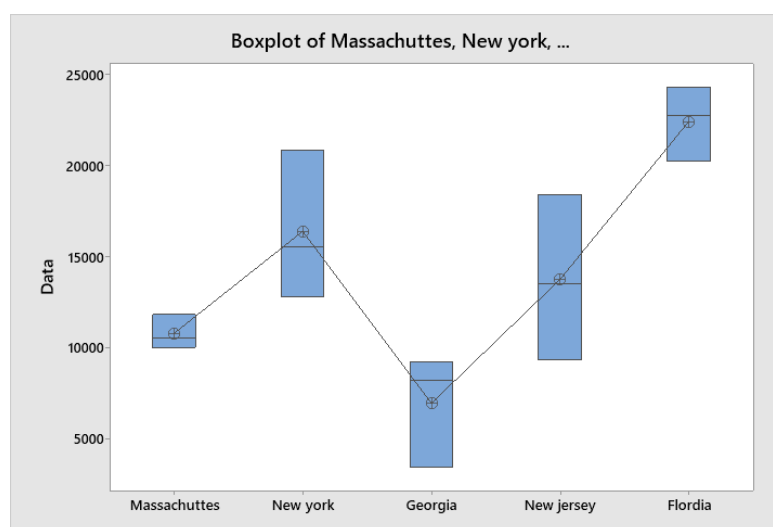 Boxplot of Massachuttes, New york, ...
25000
20000
15000
10000
5000
Data
Massachuttes New york Georgia New jersey Flordia